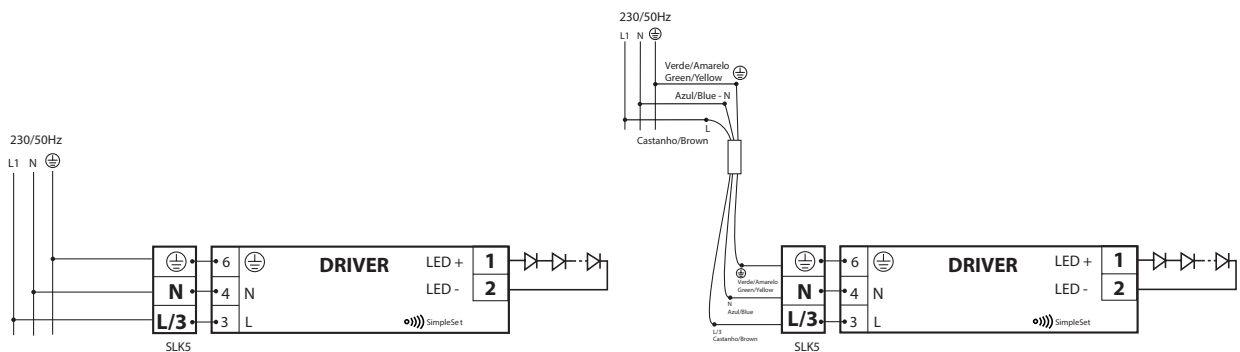 230/50Hz
L1 N
6
N 4 N
L/3 3 L
SLK5
DRIVER
LED + 1
LED - 2
SimpleSet
230/50Hz
L1 N
Verde/Amarelo
Green/Yellow
Azul/Blue - N
L
Castanho/Brown
Verde/Amarelo
Green/Yellow
N
Azul/Blue
L/3
Castanho/Brown
6
N 4 N
L/3 3 L
SLK5
DRIVER
LED + 1
LED - 2
SimpleSet